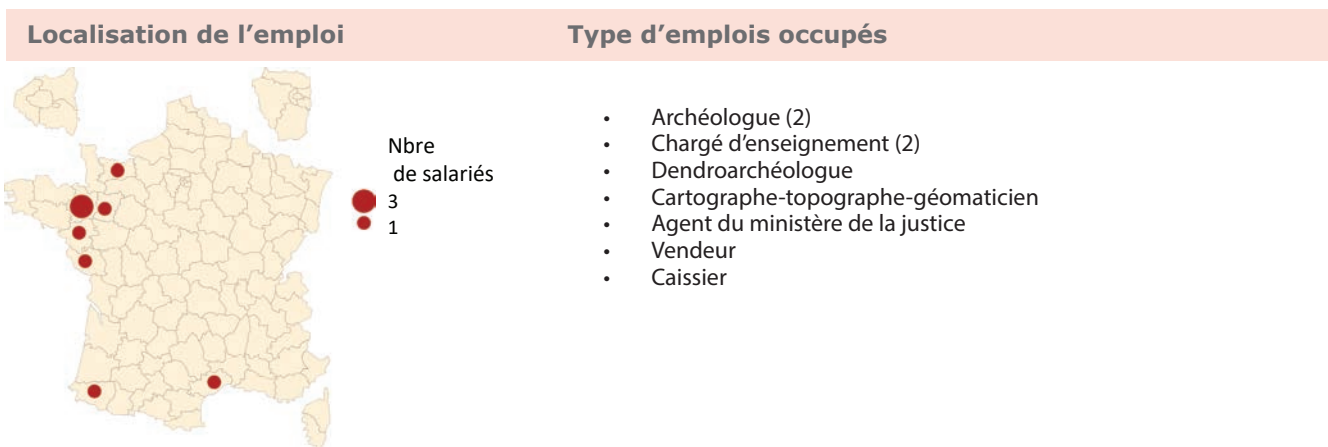 Localisation de l’emploi
Type d’emplois occupés
Nbre
de salariés
3
1
• Archéologue (2)
• Chargé d’enseignement (2)
• Dendroarchéologue
• Cartographe-topographe-géomaticien
• Agent du ministère de la justice
• Vendeur
• Caissier